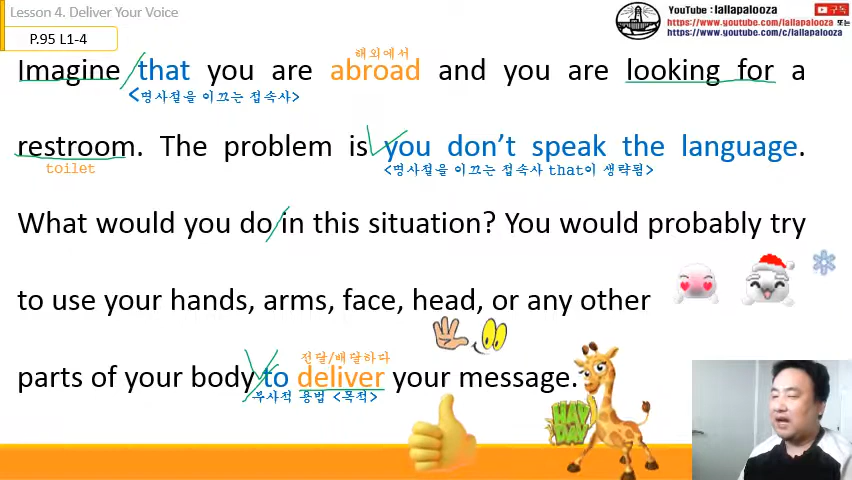 Lesson 4. Deliver Your Voice
P.95 L1-4
YouTube : lallapalooza
구독
https://www.youtube.com/lallapalooza 또는
https://www.youtube.com/c/lallapalooza
해외에서
Imagine that you are abroad and you are looking for a
<명사절을 이끄는 접속사>
restroom. The problem is you don't speak the language.
toilet
<명사절을 이끄는 접속사 that이 생략됨>
What would you do in this situation? You would probably try
to use your hands, arms, face, head, or any other
전달/배달하다
parts of your body to deliver your message.
부사적 용법 <목적>
HAY DAY